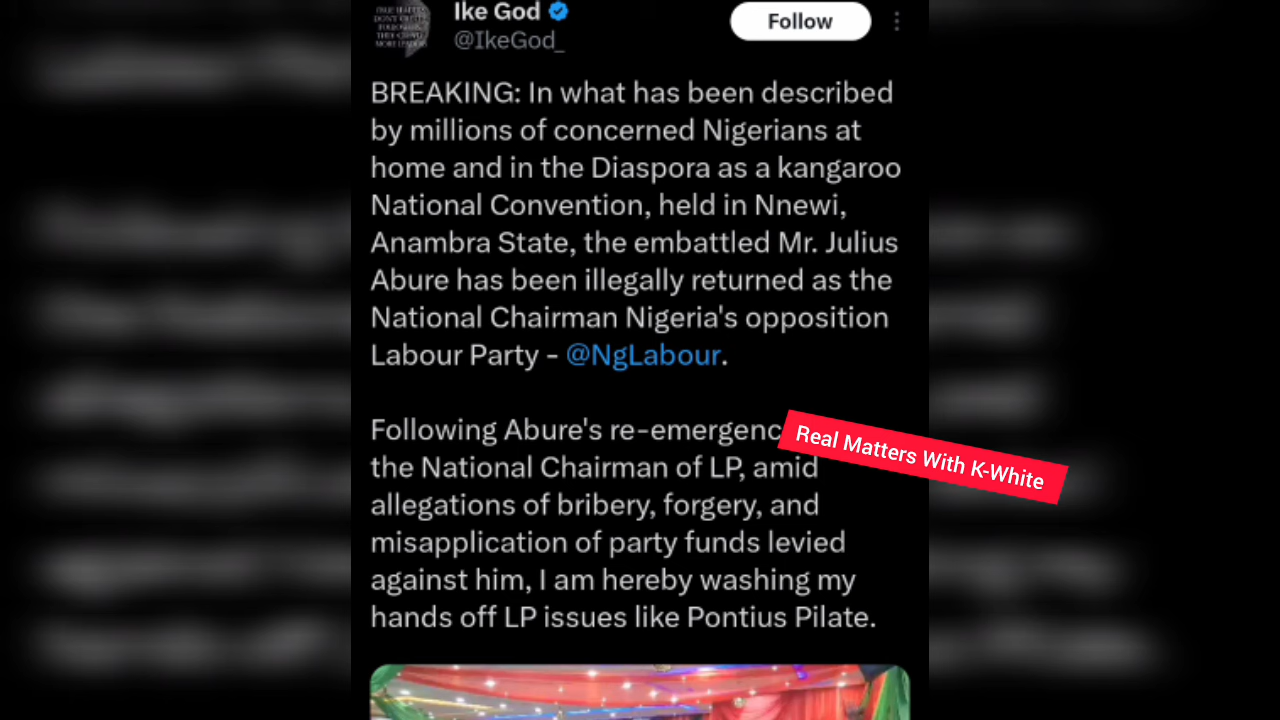 Ike God
Follow
@IkeGod_
BREAKING: In what has been described
by millions of concerned Nigerians at
home and in the Diaspora as a kangaroo
National Convention, held in Nnewi,
Anambra State, the embattled Mr. Julius
Abure has been illegally returned as the
National Chairman Nigeria's opposition
Labour Party - @NgLabour.
Following Abure's re-emergenc
the National Chairman of LP, amid
allegations of bribery, forgery, and
misapplication of party funds levied
against him, I am hereby washing my
hands off LP issues like Pontius Pilate.
Real Matters With K-White